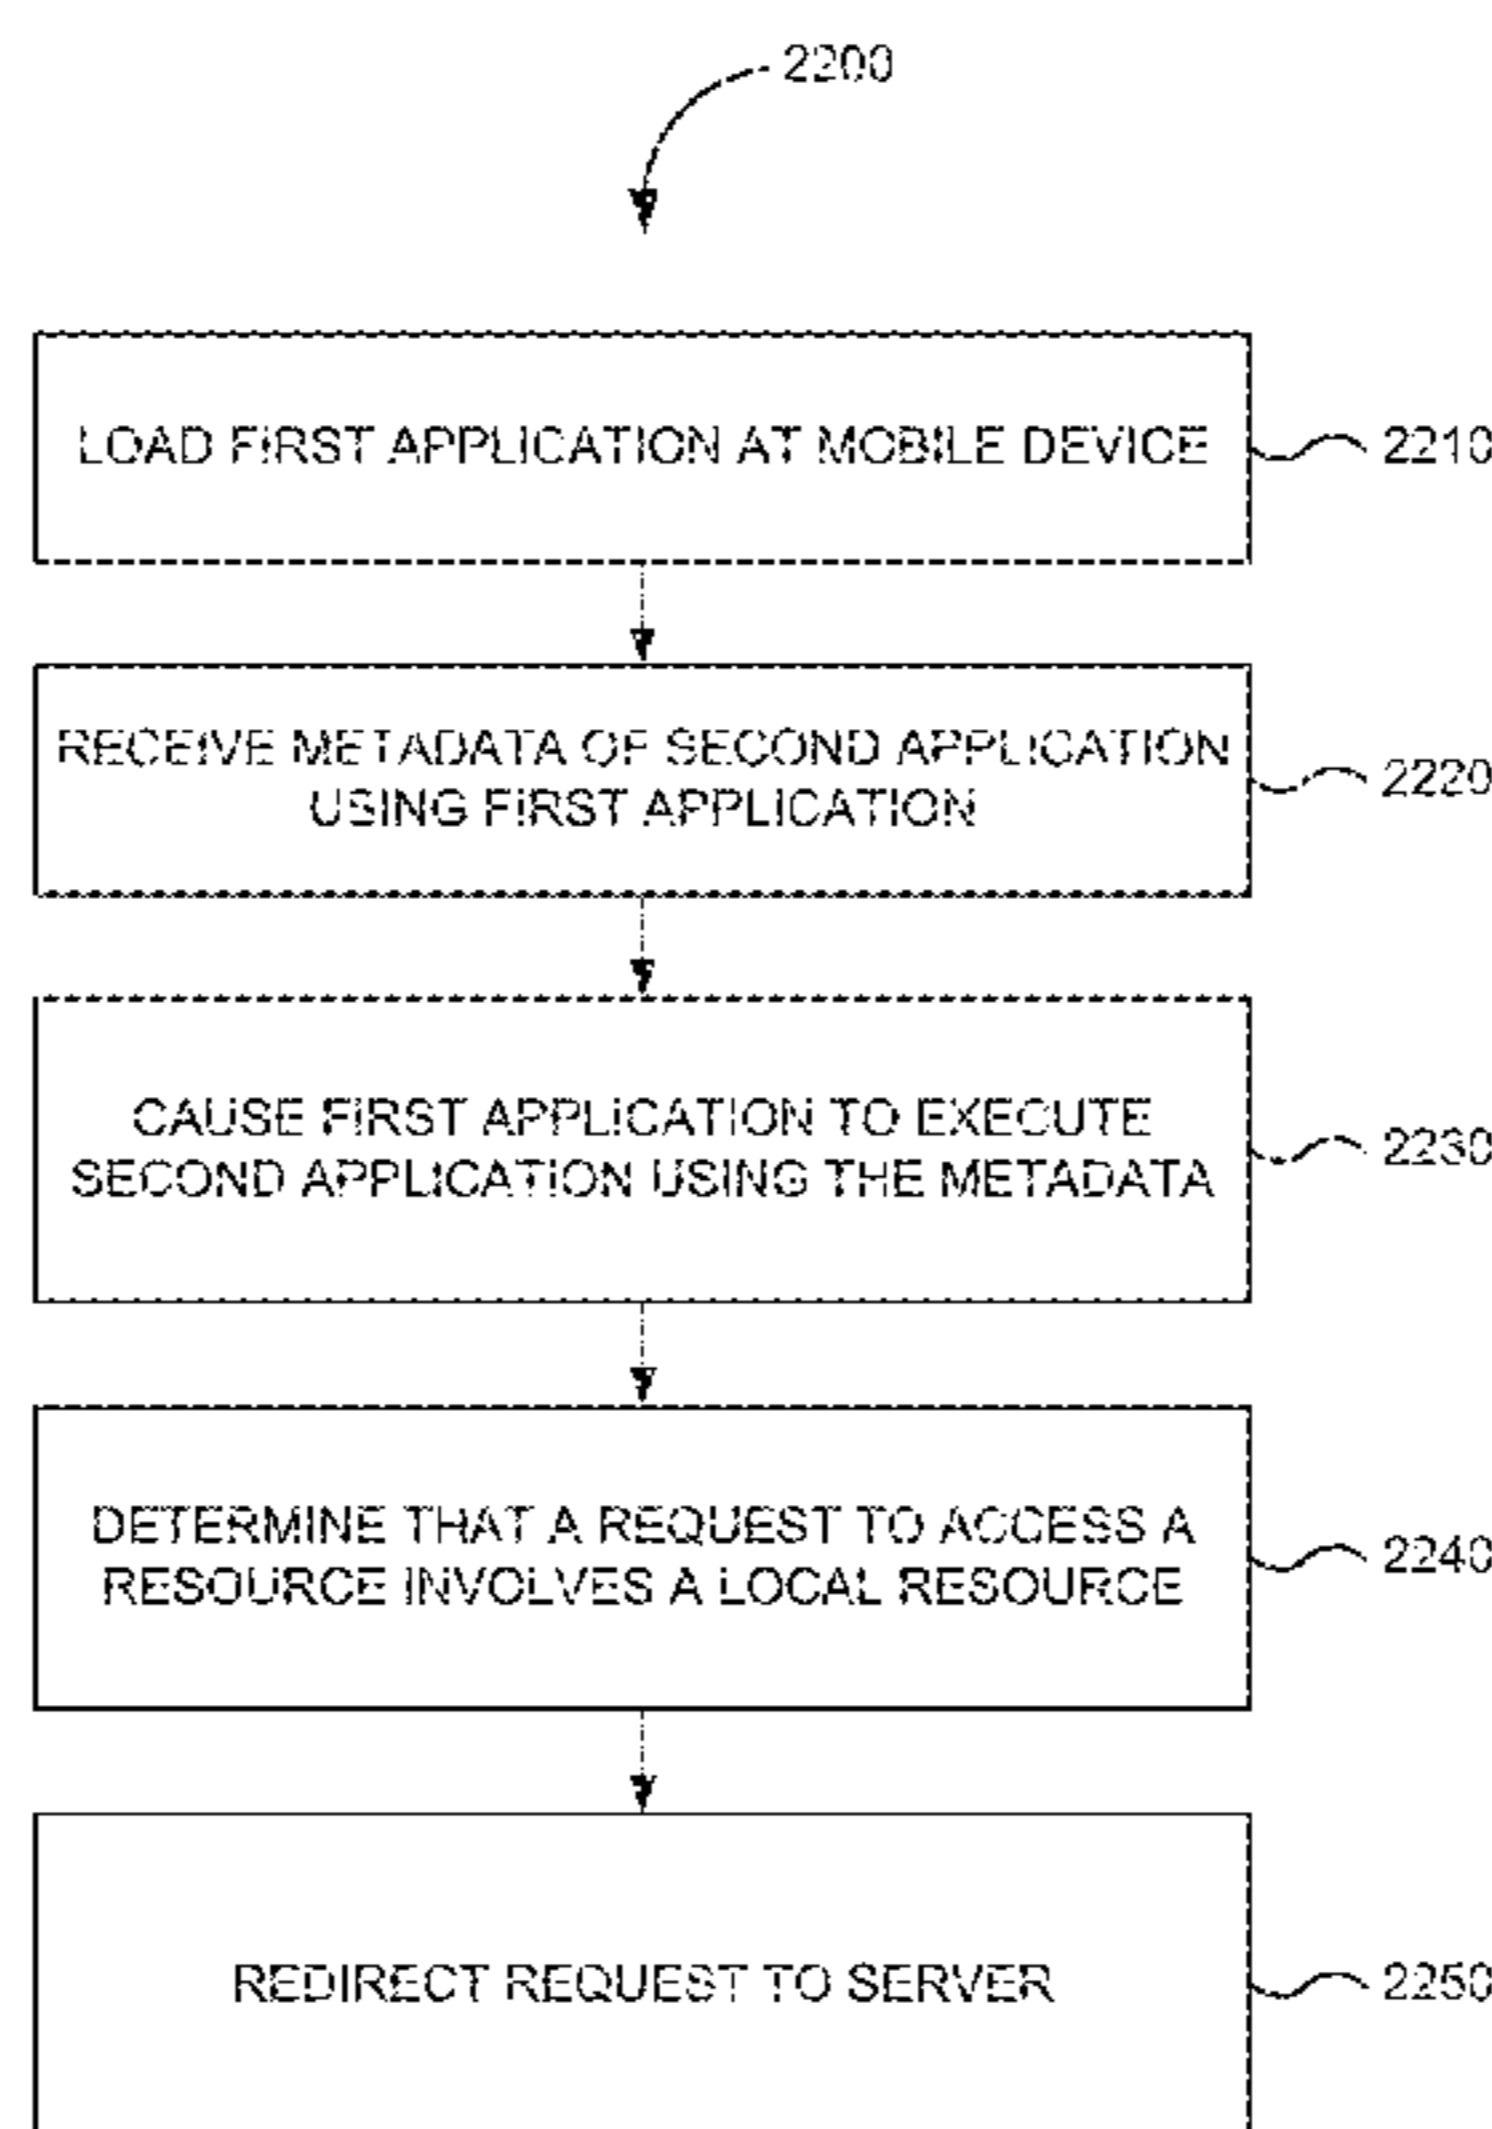 2200
LOAD FIRST APPLICATION AT MOBILE DEVICE
2210
RECEIVE METADATA OF SECOND APPLICATION
USING FIRST APPLICATION
2220
CAUSE FIRST APPLICATION TO EXECUTE
SECOND APPLICATION USING THE METADATA
2230
DETERMINE THAT A REQUEST TO ACCESS A
RESOURCE INVOLVES A LOCAL RESOURCE
2240
REDIRECT REQUEST TO SERVER
2250